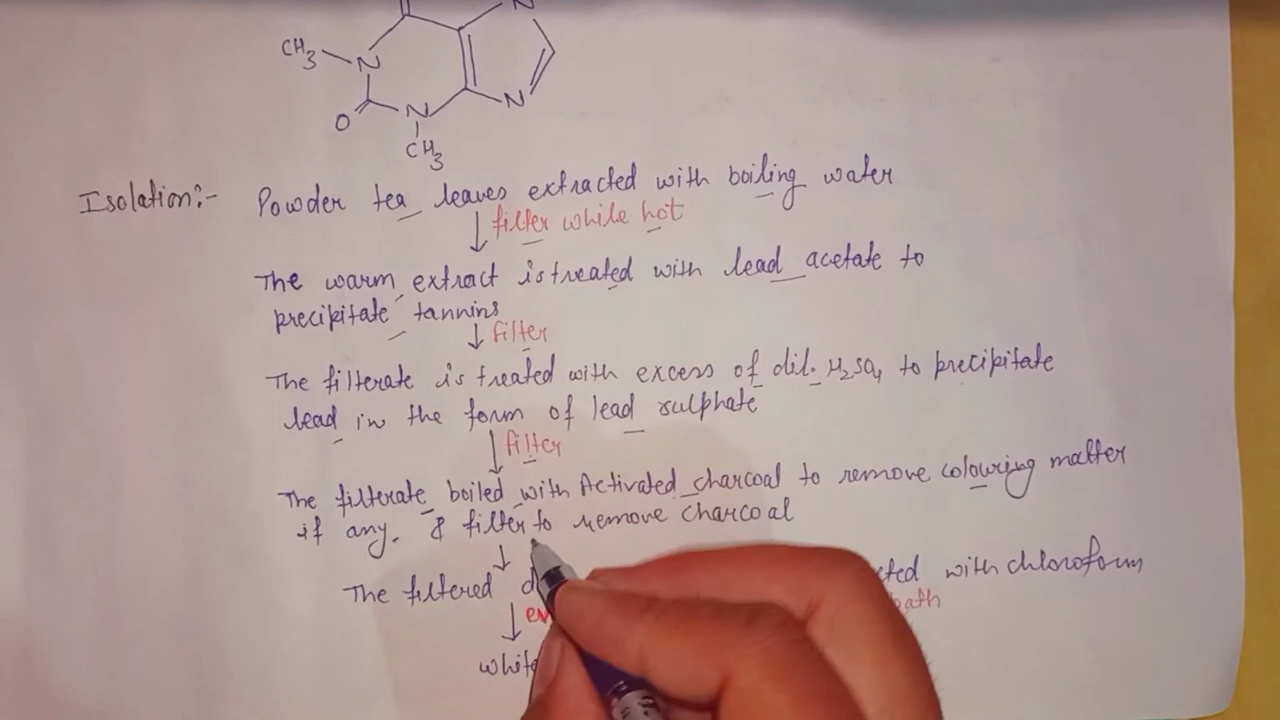 CH3
N
N
N
O
N
CH3
Isolation:- Powder tea leaves extracted with boiling water
filter while hot
The warm extract is treated with lead acetate to
precipitate tannins
filter
The filterate is treated with excess of dil. H2SO4 to precipitate
lead in the form of lead sulphate
filter
The filterate boiled with Activated charcoal to remove colouring matter
if any. & filter to remove charcoal
The filtered with chloroform
bath
white